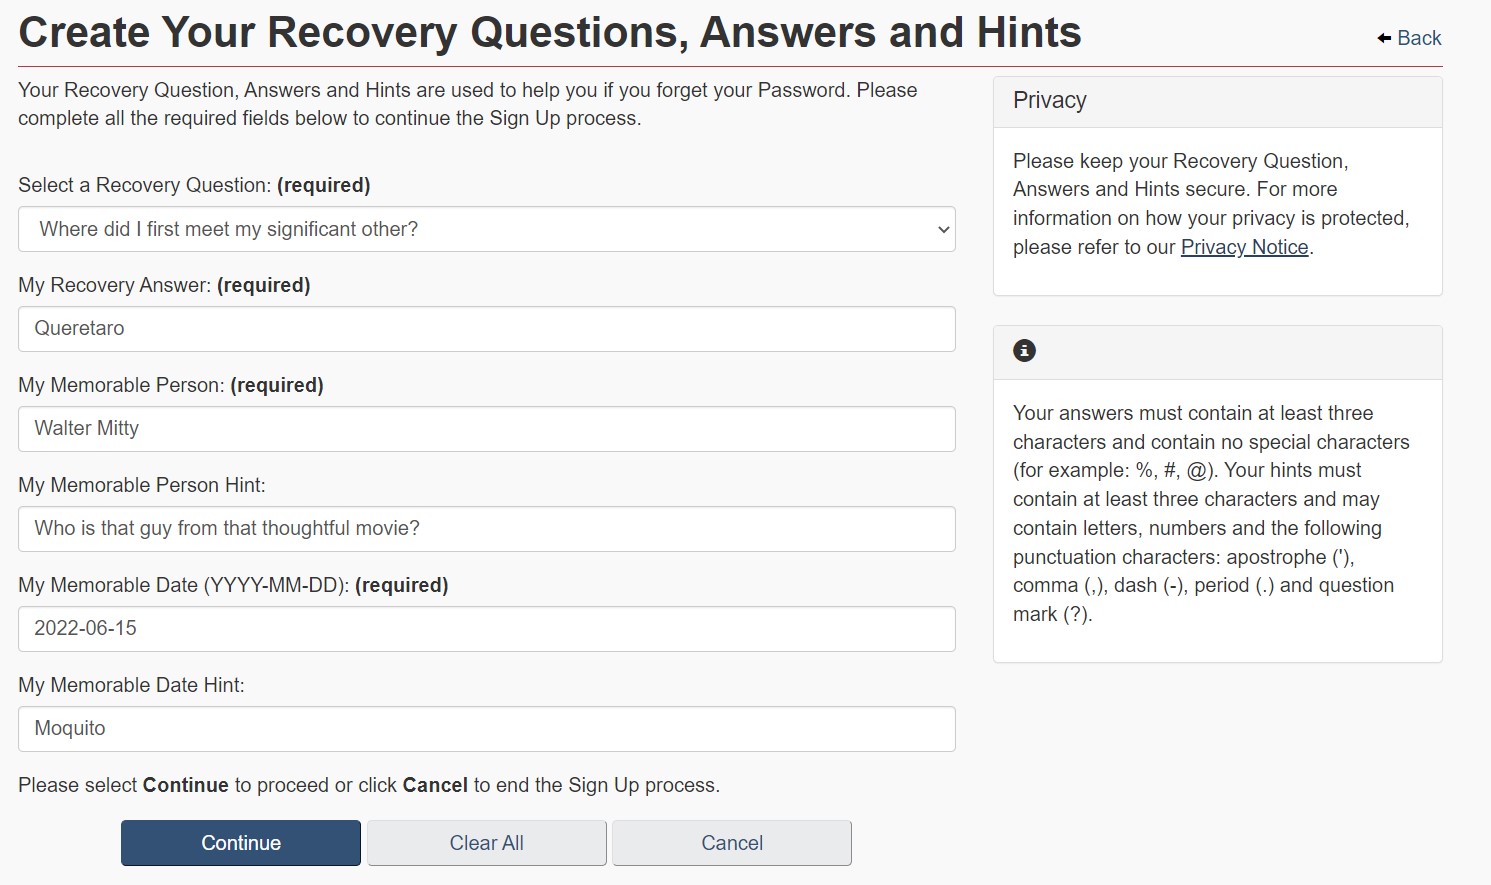 Create Your Recovery Questions, Answers and Hints
Back
Your Recovery Question, Answers and Hints are used to help you if you forget your Password. Please
complete all the required fields below to continue the Sign Up process.
Select a Recovery Question: (required)
Where did I first meet my significant other?
My Recovery Answer: (required)
Queretaro
My Memorable Person: (required)
Walter Mitty
My Memorable Person Hint:
Who is that guy from that thoughtful movie?
My Memorable Date (YYYY-MM-DD): (required)
2022-06-15
My Memorable Date Hint:
Moquito
Please select Continue to proceed or click Cancel to end the Sign Up process.
Continue
Clear All
Cancel
Privacy
Please keep your Recovery Question,
Answers and Hints secure. For more
information on how your privacy is protected,
please refer to our Privacy Notice.
Your answers must contain at least three
characters and contain no special characters
(for example: %, #, @). Your hints must
contain at least three characters and may
contain letters, numbers and the following
punctuation characters: apostrophe ('),
comma (,), dash (-), period (.) and question
mark (?).